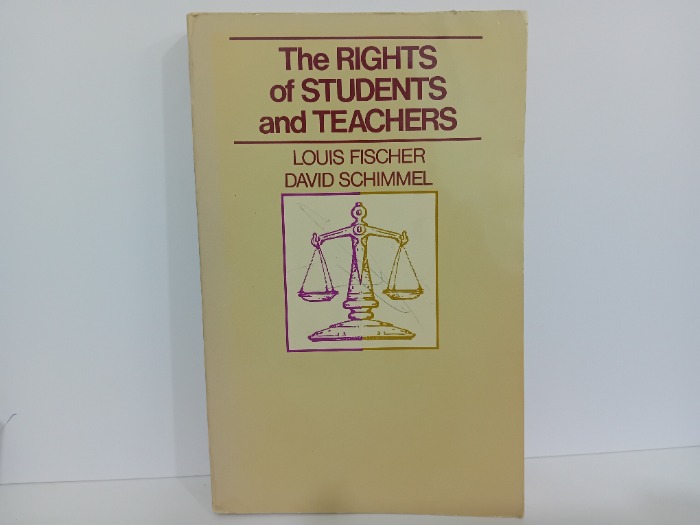 The RIGHTS
of STUDENTS
and TEACHERS
LOUIS FISCHER
DAVID SCHIMMEL